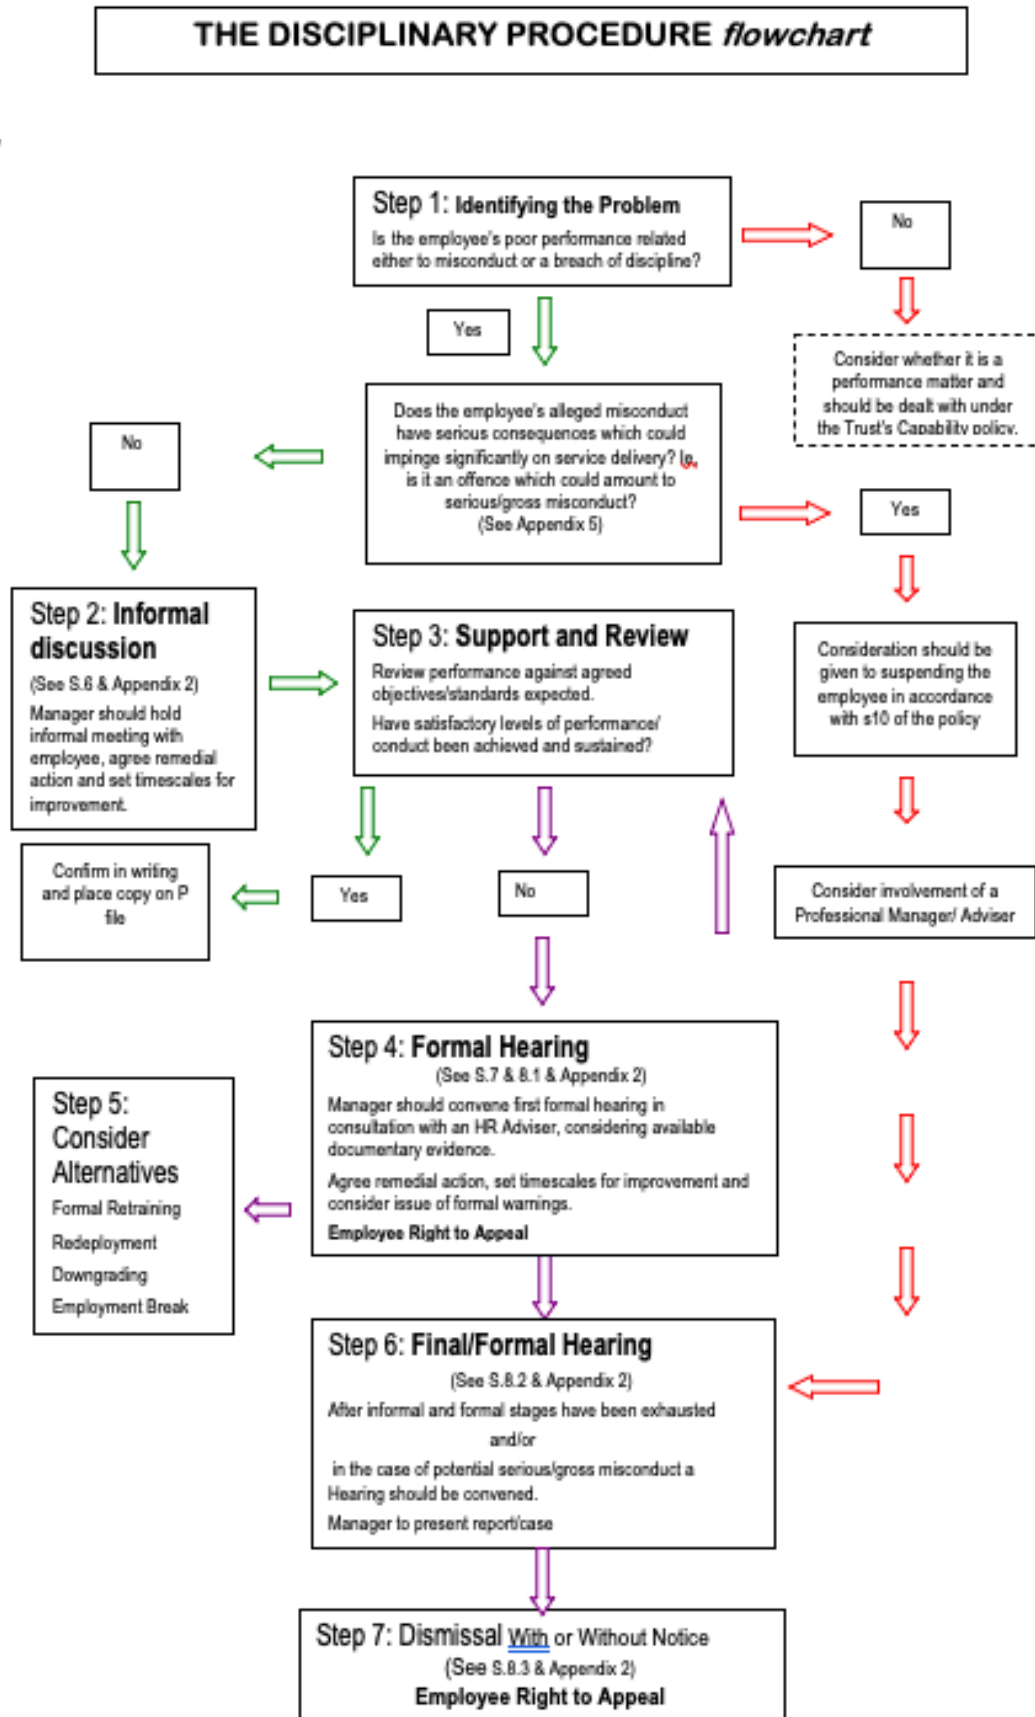 THE DISCIPLINARY PROCEDURE flowchart
Step 1: Identifying the Problem
Is the employee's poor performance related
either to misconduct or a breach of discipline?
No
Yes
Consider whether it is a
performance matter and
should be dealt with under
the Trust's Capability policy.
Does the employee's alleged misconduct
have serious consequences which could
impinge significantly on service delivery? Ie,
is it an offence which could amount to
serious/gross misconduct?
(See Appendix 5)
No
Yes
Step 2: Informal
discussion
(See S.6 & Appendix 2)
Manager should hold
informal meeting with
employee, agree remedial
action and set timescales for
improvement.
Step 3: Support and Review
Review performance against agreed
objectives/standards expected.
Have satisfactory levels of performance/
conduct been achieved and sustained?
Consideration should be
given to suspending the
employee in accordance
with s10 of the policy
Confirm in writing
and place copy on P
file
Yes
No
Consider involvement of a
Professional Manager/ Adviser
Step 4: Formal Hearing
(See S.7 & 8.1 & Appendix 2)
Manager should convene first formal hearing in
consultation with an HR Adviser, considering available
documentary evidence.
Agree remedial action, set timescales for improvement and
consider issue of formal warnings.
Employee Right to Appeal
Step 5:
Consider
Alternatives
Formal Retraining
Redeployment
Downgrading
Employment Break
Step 6: Final/Formal Hearing
(See S.8.2 & Appendix 2)
After informal and formal stages have been exhausted
and/or
in the case of potential serious/gross misconduct a
Hearing should be convened.
Manager to present report/case
Step 7: Dismissal With or Without Notice
(See S.8.3 & Appendix 2)
Employee Right to Appeal